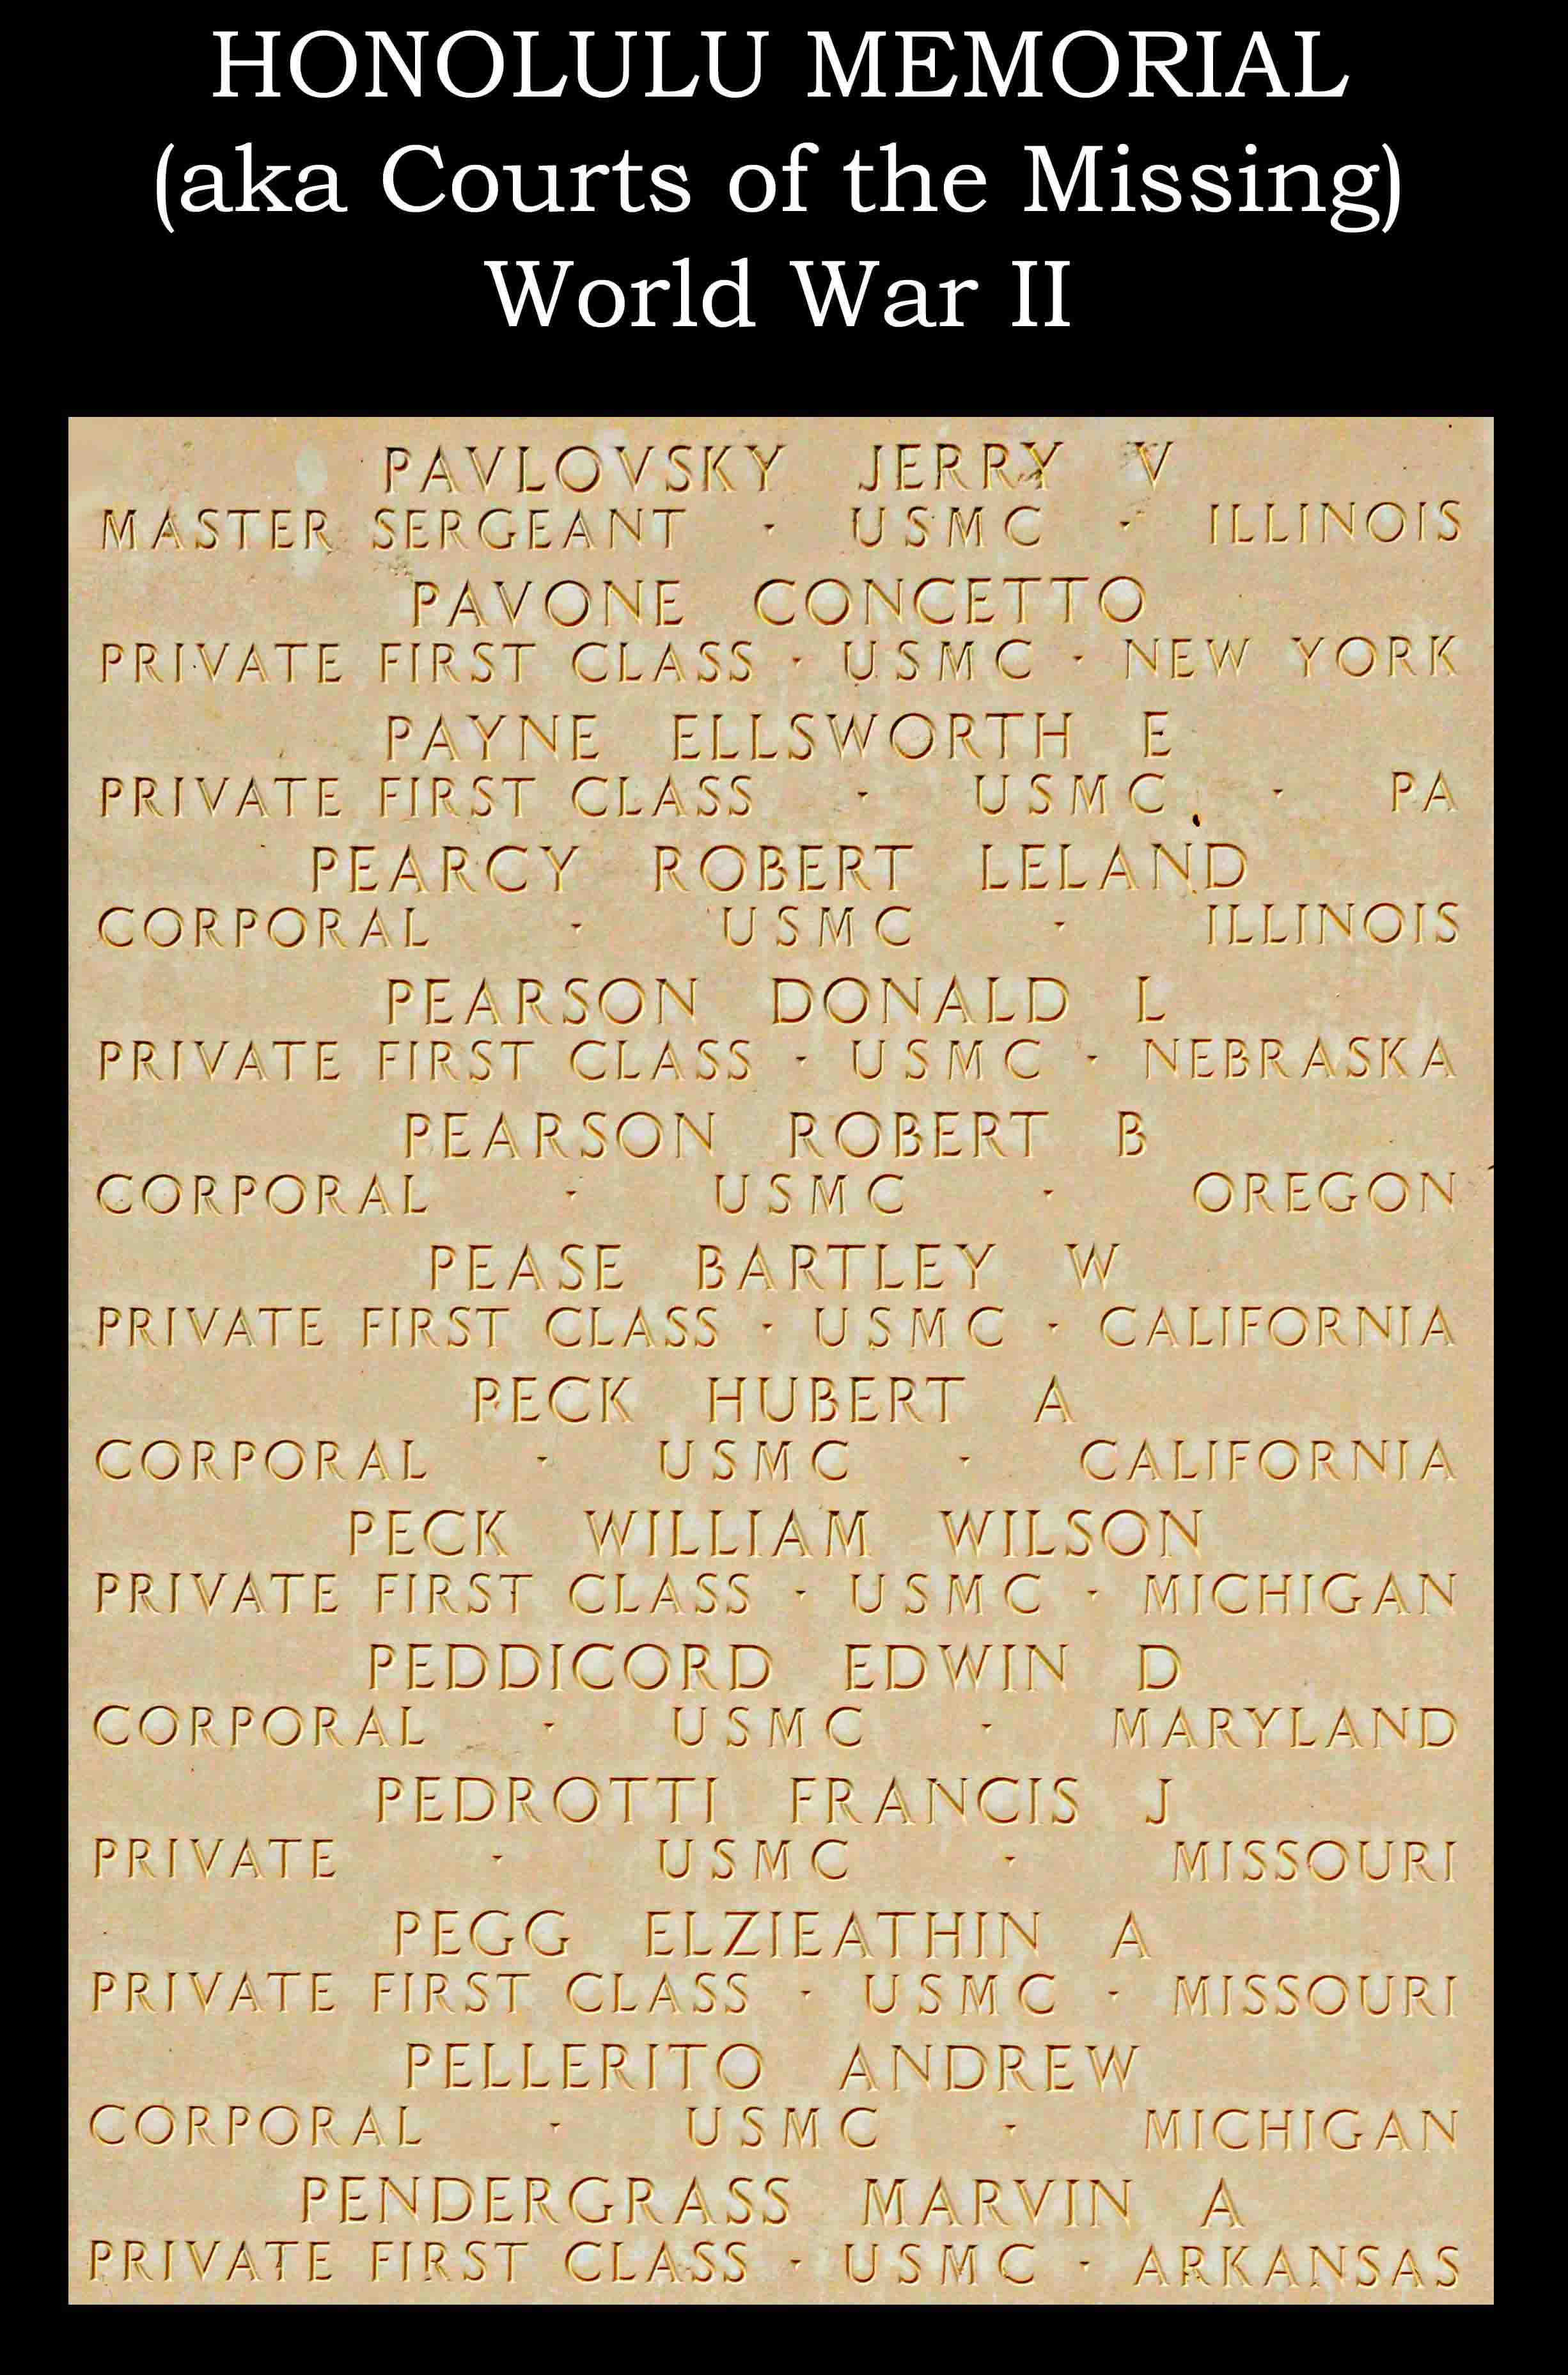 HONOLULU MEMORIAL
(aka Courts of the Missing)
World War II
PAVLOVSKY JERRY V
MASTER SERGEANT · USMC · ILLINOIS
PAVONE CONCETTO
PRIVATE FIRST CLASS · USMC · NEW YORK
PAYNE ELLSWORTH E
PRIVATE FIRST CLASS · USMC · PA
PEARCY ROBERT LELAND
CORPORAL · USMC · ILLINOIS
PEARSON DONALD L
PRIVATE FIRST CLASS · USMC · NEBRASKA
PEARSON ROBERT B
CORPORAL · USMC · OREGON
PEASE BARTLEY W
PRIVATE FIRST CLASS · USMC · CALIFORNIA
PECK HUBERT A
CORPORAL · USMC · CALIFORNIA
PECK WILLIAM WILSON
PRIVATE FIRST CLASS · USMC · MICHIGAN
PEDDICORD EDWIN D
CORPORAL · USMC · MARYLAND
PEDROTTI FRANCIS J
PRIVATE · USMC · MISSOURI
PEGG ELZIEATHIN A
PRIVATE FIRST CLASS · USMC · MISSOURI
PELLERITO ANDREW
CORPORAL · USMC · MICHIGAN
PENDERGRASS MARVIN A
PRIVATE FIRST CLASS · USMC · ARKANSAS